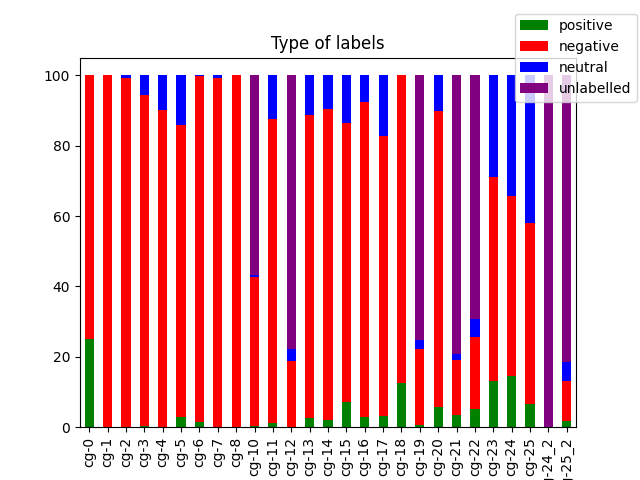 Type of labels
positive
negative
neutral
unlabelled
100
80
60
40
20
0
cg-0
cg-1
cg-2
cg-3
cg-4
cg-5
cg-6
cg-7
cg-8
cg-10
cg-11
cg-12
cg-13
cg-14
cg-15
cg-16
cg-17
cg-18
cg-19
cg-20
cg-21
cg-22
cg-23
cg-24
cg-25
g-24_2
g-25_2